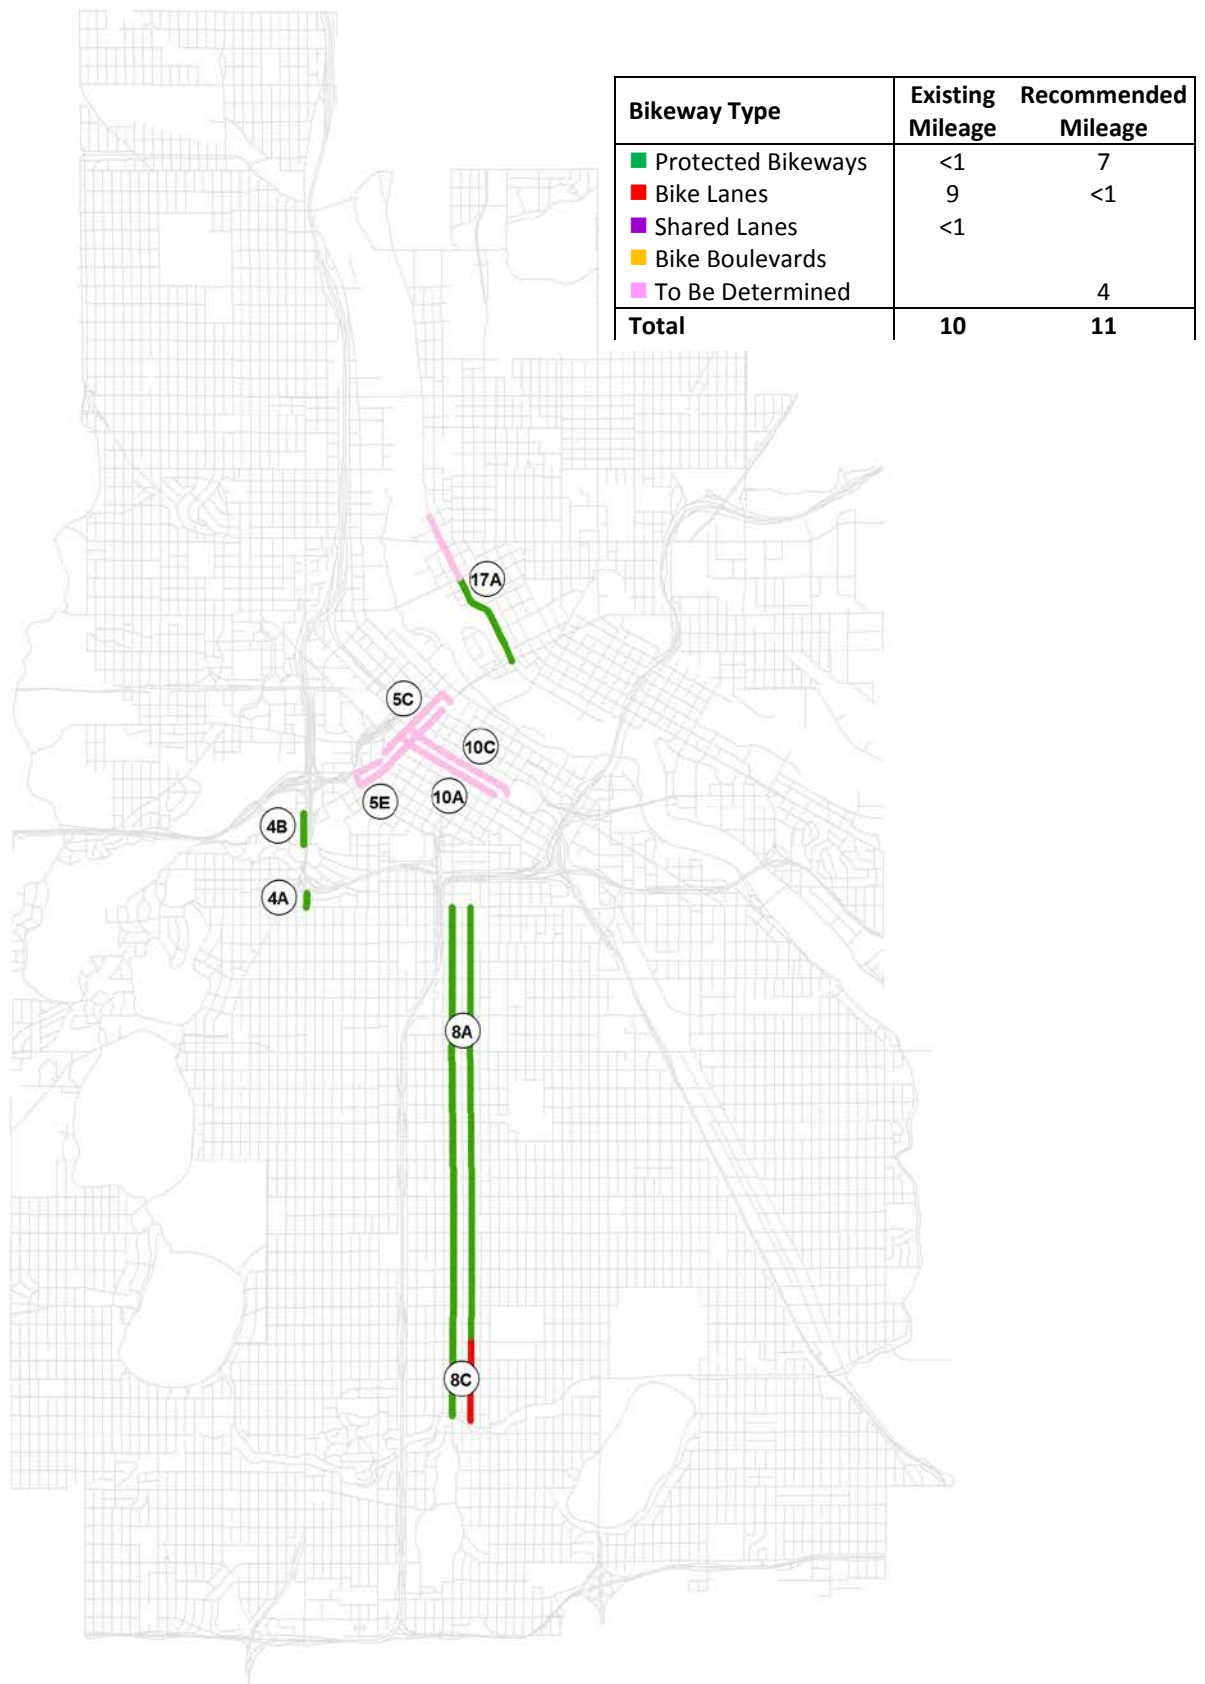 Bikeway Type Existing Mileage Recommended Mileage
Protected Bikeways <1 7
Bike Lanes 9 <1
Shared Lanes <1
Bike Boulevards
To Be Determined 4
Total 10 11
17A
5C
10C
5E
10A
4B
4A
8A
8C